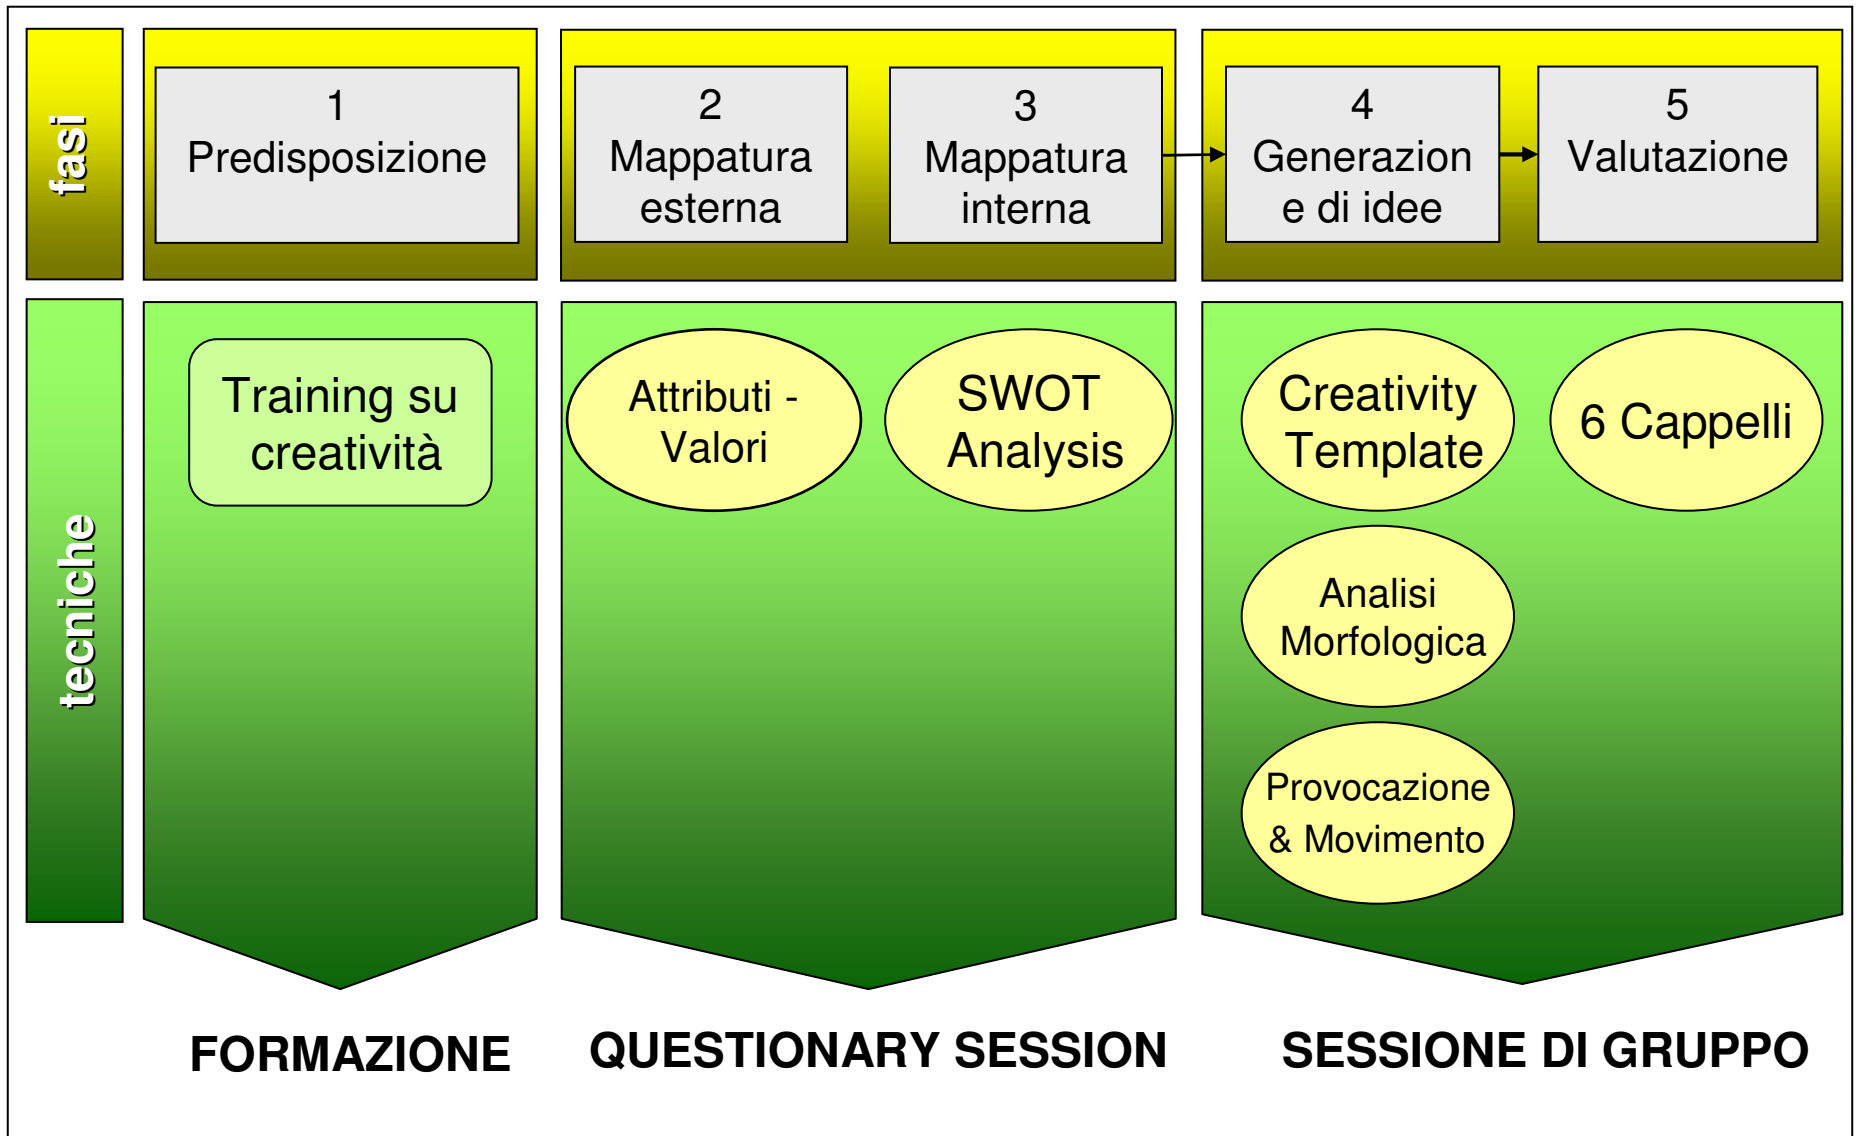 fasi
1
Predisposizione
2
Mappatura
esterna
3
Mappatura
interna
4
Generazion
e di idee
5
Valutazione
tecniche
Training su
creatività
Attributi -
Valori
SWOT
Analysis
Creativity
Template
6 Cappelli
Analisi
Morfologica
Provocazione
& Movimento
FORMAZIONE
QUESTIONARY SESSION
SESSIONE DI GRUPPO